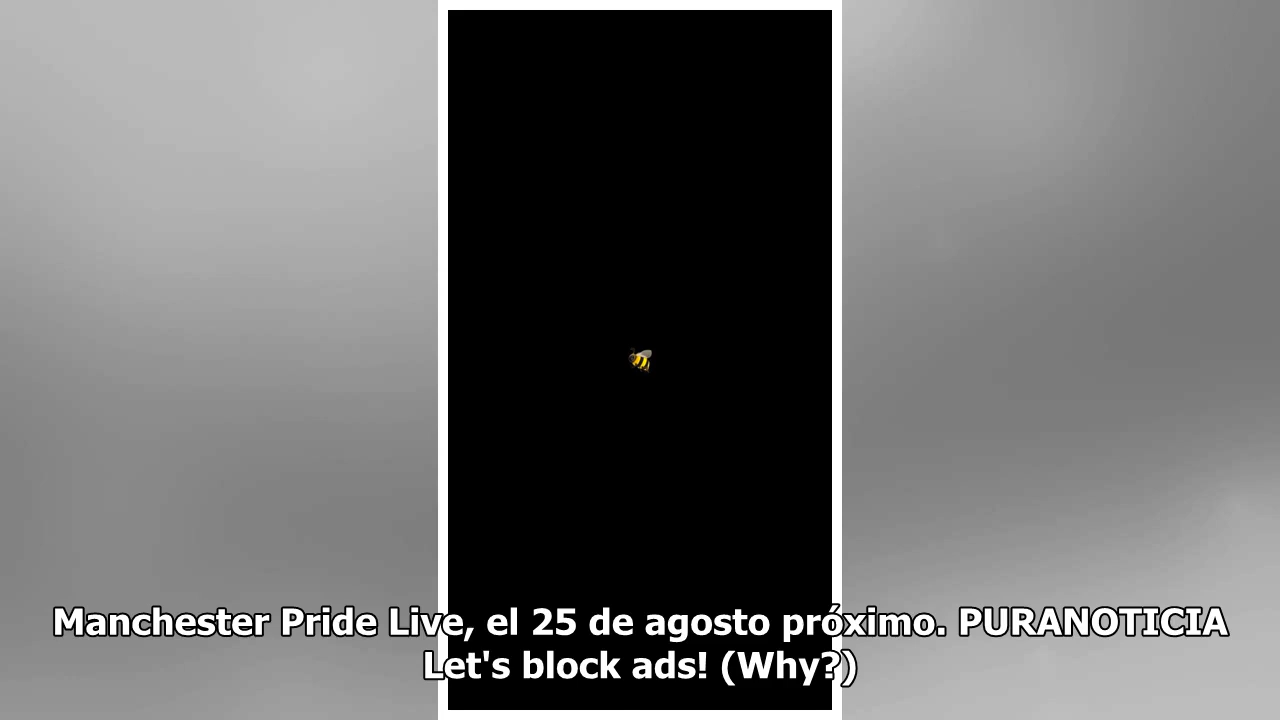 Manchester Pride Live, el 25 de agosto próximo. PURANOTICIA
Let's block ads! (Why?)